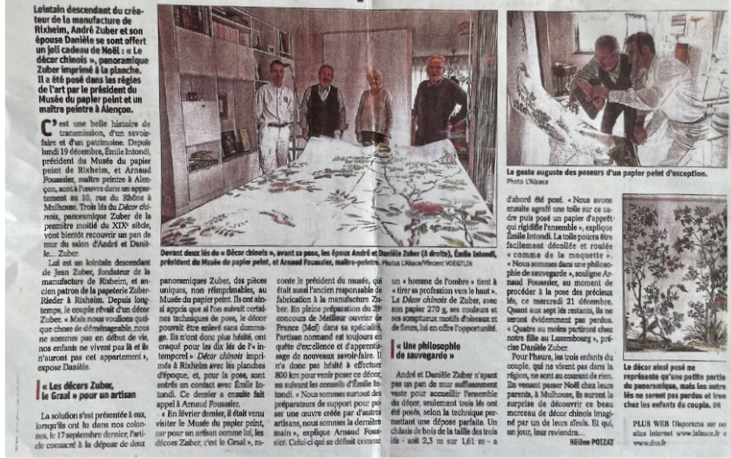 Lointain descendant du créa-
teur de la manufacture de
Rixheim, André Zuber et son
épouse Danièle se sont offert
un joli cadeau de Noël : « Le
décor chinois », panoramique
Zuber imprimé à la planche.
Il a été posé dans les règles
de l'art par le président du
Musée du papier peint et un
maître peintre à Alençon.
C'est une belle histoire de
transmission, d'un savoir-
faire et d'un patrimoine. Depuis
lundi 19 décembre, Émile Intondi,
président du Musée du papier
peint de Rixheim, et Arnaud
Fouassier, maître peintre à Alen-
çon, sont à l'œuvre dans un appar-
tement au 10, rue du Rhône à
Mulhouse. Trois lés du Décor chi-
nois, panoramique Zuber de la
première moitié du XIXe siècle,
vont bientôt recouvrir un pan de
mur du salon d'André et Daniè-
le... Zuber.
Lui est un lointain descendant
de Jean Zuber, fondateur de la
manufacture de Rixheim, et an-
cien patron de la papeterie Zuber-
Rieder à Rixheim. Depuis long-
temps, le couple rêvait d'un décor
Zuber. « Mais nous voulions quel-
que chose de déménageable, nous
ne sommes pas en début de vie,
nos enfants ne vivent pas là et ils
n'auront pas cet appartement »,
expose Danièle.
« Les décors Zuber,
le Graal » pour un artisan
La solution s'est présentée à eux,
lorsqu'ils ont lu dans nos colon-
nes, le 17 septembre dernier, l'arti-
cle consacré à la dépose de deux
Devant deux lés du « Décor chinois », avant sa pose, les époux André et Danièle Zuber (à droite), Émile Intondi,
président du Musée du papier peint, et Arnaud Fouassier, maître-peintre. Photos L'Alsace/Vincent VOEGTLIN
panoramiques Zuber, des pièces
uniques, non réimprimables, au
Musée du papier peint. Ils ont ain-
si appris que si l'on suivait certai-
nes techniques de pose, le décor
pouvait être enlevé sans domma-
ge. Ils n'ont donc plus hésité, ont
craqué pour les dix lés de l'« in-
temporel » Décor chinois impri-
més à Rixheim avec les planches
d'époque, et, pour la pose, sont
entrés en contact avec Émile In-
tondi. Ce dernier a ensuite fait
appel à Arnaud Fouassier.
« En février dernier, il était venu
visiter le Musée du papier peint,
car pour un artisan comme lui, les
décors Zuber, c'est le Graal », ra-
conte le président du musée, qui
était aussi l'ancien responsable de
fabrication à la manufacture Zu-
ber. En pleine préparation du 28e
concours de Meilleur ouvrier de
France (Mof) dans sa spécialité,
l'artisan normand est toujours en
quête d'excellence et d'apprentis-
sage de nouveaux savoir-faire. Il
n'a donc pas hésité à effectuer
800 km pour venir poser ce décor,
en suivant les conseils d'Émile In-
tondi. « Nous sommes surtout des
préparateurs de support pour po-
ser une œuvre créée par d'autres
artisans, nous sommes la dernière
main », explique Arnaud Fouas-
sier. Celui-ci qui se définit comme
un « homme de l'ombre » tient à
« tirer sa profession vers le haut ».
Le Décor chinois de Zuber, avec
son papier 270 g, ses couleurs et
ses somptueux motifs d'oiseaux et
de fleurs, lui en offre l'opportunité.
« Une philosophie
de sauvegarde »
André et Danièle Zuber n'ayant
pas un pan de mur suffisamment
vaste pour accueillir l'ensemble
du décor, seulement trois lés ont
été posés, selon la technique per-
mettant une dépose parfaite. Un
châssis de bois de la taille des trois
lés - soit 2,3 m sur 1,61 m - a
Le geste auguste des poseurs d'un papier peint d'exception.
Photo L'Alsace
d'abord été posé. « Nous avons
ensuite agrafé une toile sur ce ca-
dre puis posé un papier d'apprêt
qui rigidifie l'ensemble », explique
Émile Intondi. La toile pourra être
facilement décollée et roulée
« comme de la moquette ».
« Nous sommes dans une philoso-
phie de sauvegarde », souligne Ar-
naud Fouassier, au moment de
procéder à la pose des précieux
lés, ce mercredi 21 décembre.
Quant aux sept lés restants, ils ne
seront évidemment pas perdus.
« Quatre au moins partiront chez
notre fille au Luxembourg », pré-
cise Danièle Zuber.
Pour l'heure, les trois enfants du
couple, qui ne vivent pas dans la
région, ne sont au courant de rien.
En venant passer Noël chez leurs
parents, à Mulhouse, ils auront la
surprise de découvrir ce beau
morceau de décor chinois imagi-
né par un de leurs aïeuls. Et qui,
un jour, leur reviendra...
Hélène POIZAT
Le décor ainsi posé ne
représente qu'une petite partie
du panoramique, mais les autres
lés ne seront pas perdus et iront
chez les enfants du couple. DR
PLUS WEB Diaporama sur nos
sites Internet www.lalsace.fr et
www.dna.fr